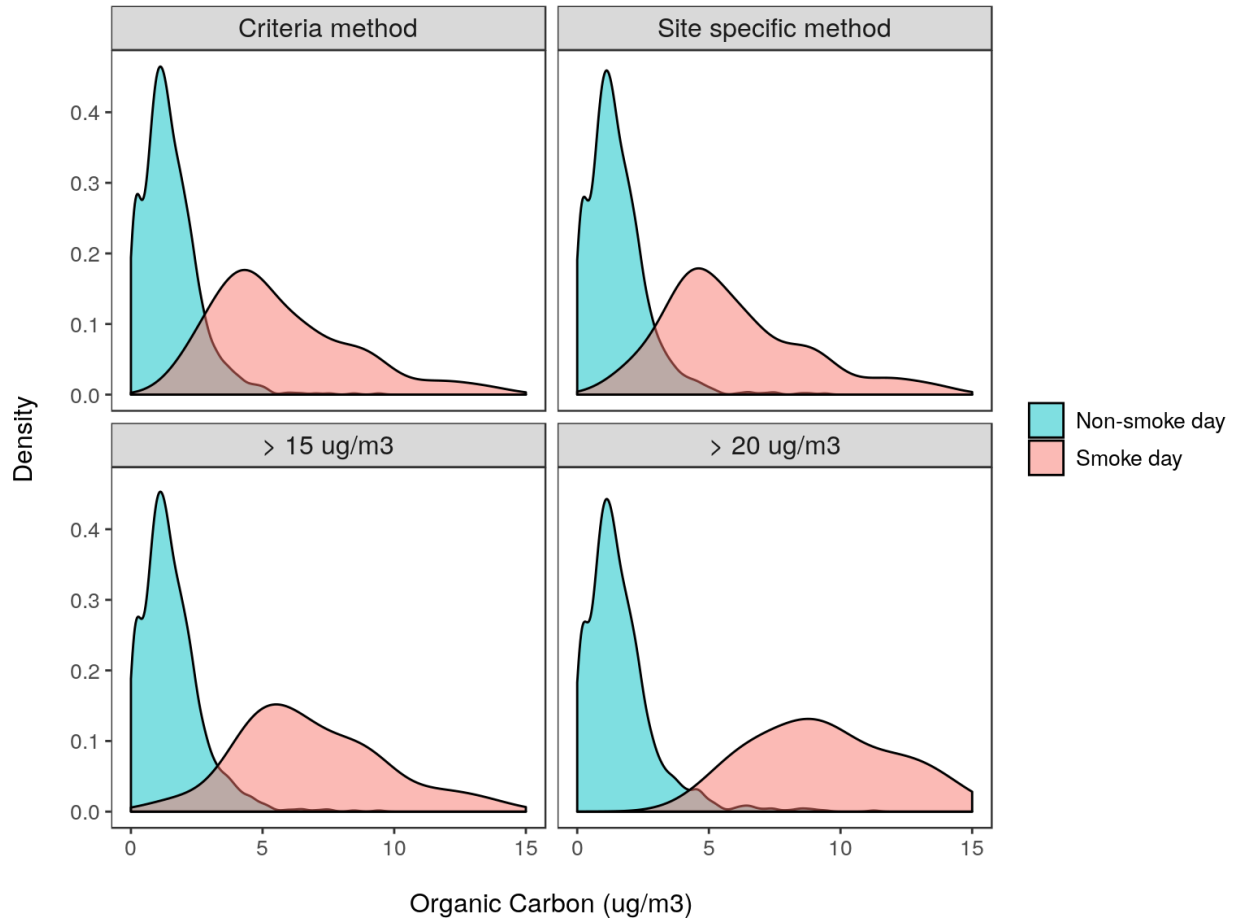 Criteria method
Site specific method
0.4
0.3
0.2
0.1
0.0
> 15 ug/m3
> 20 ug/m3
0.4
0.3
0.2
0.1
0.0
0 5 10 15
0 5 10 15
Density
Organic Carbon (ug/m3)
Non-smoke day
Smoke day